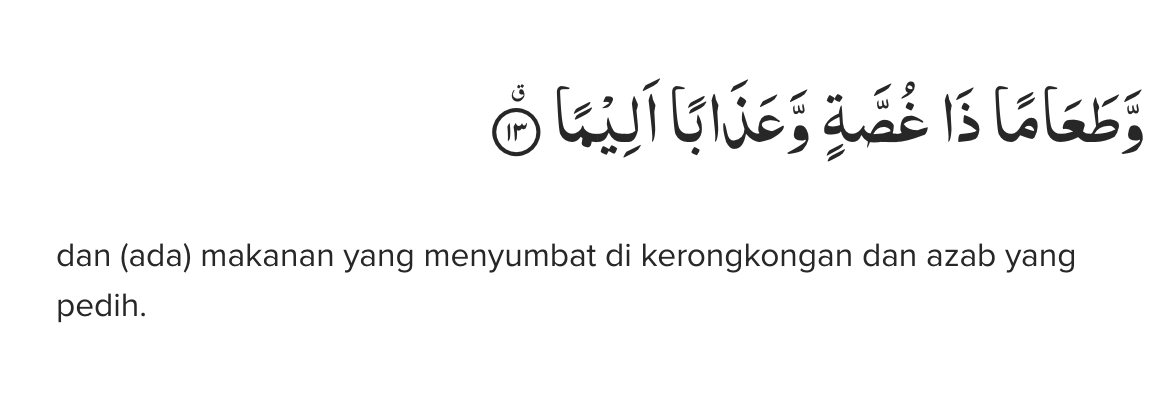 وَّطَعَامًا ذَا غُصَّةٍ وَّعَذَابًا اَلِيْمًا ۝١٣ۙ
dan (ada) makanan yang menyumbat di kerongkongan dan azab yang
pedih.